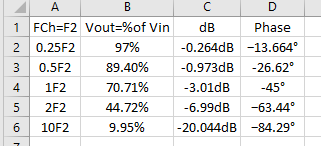 A B C D
1 FCh=F2 Vout=%of Vin dB Phase
2 0.25F2 97% -0.264dB −13.664°
3 0.5F2 89.40% -0.973dB -26.62°
4 1F2 70.71% -3.01dB -45°
5 2F2 44.72% -6.99dB −63.44°
6 10F2 9.95% -20.044dB −84.29°